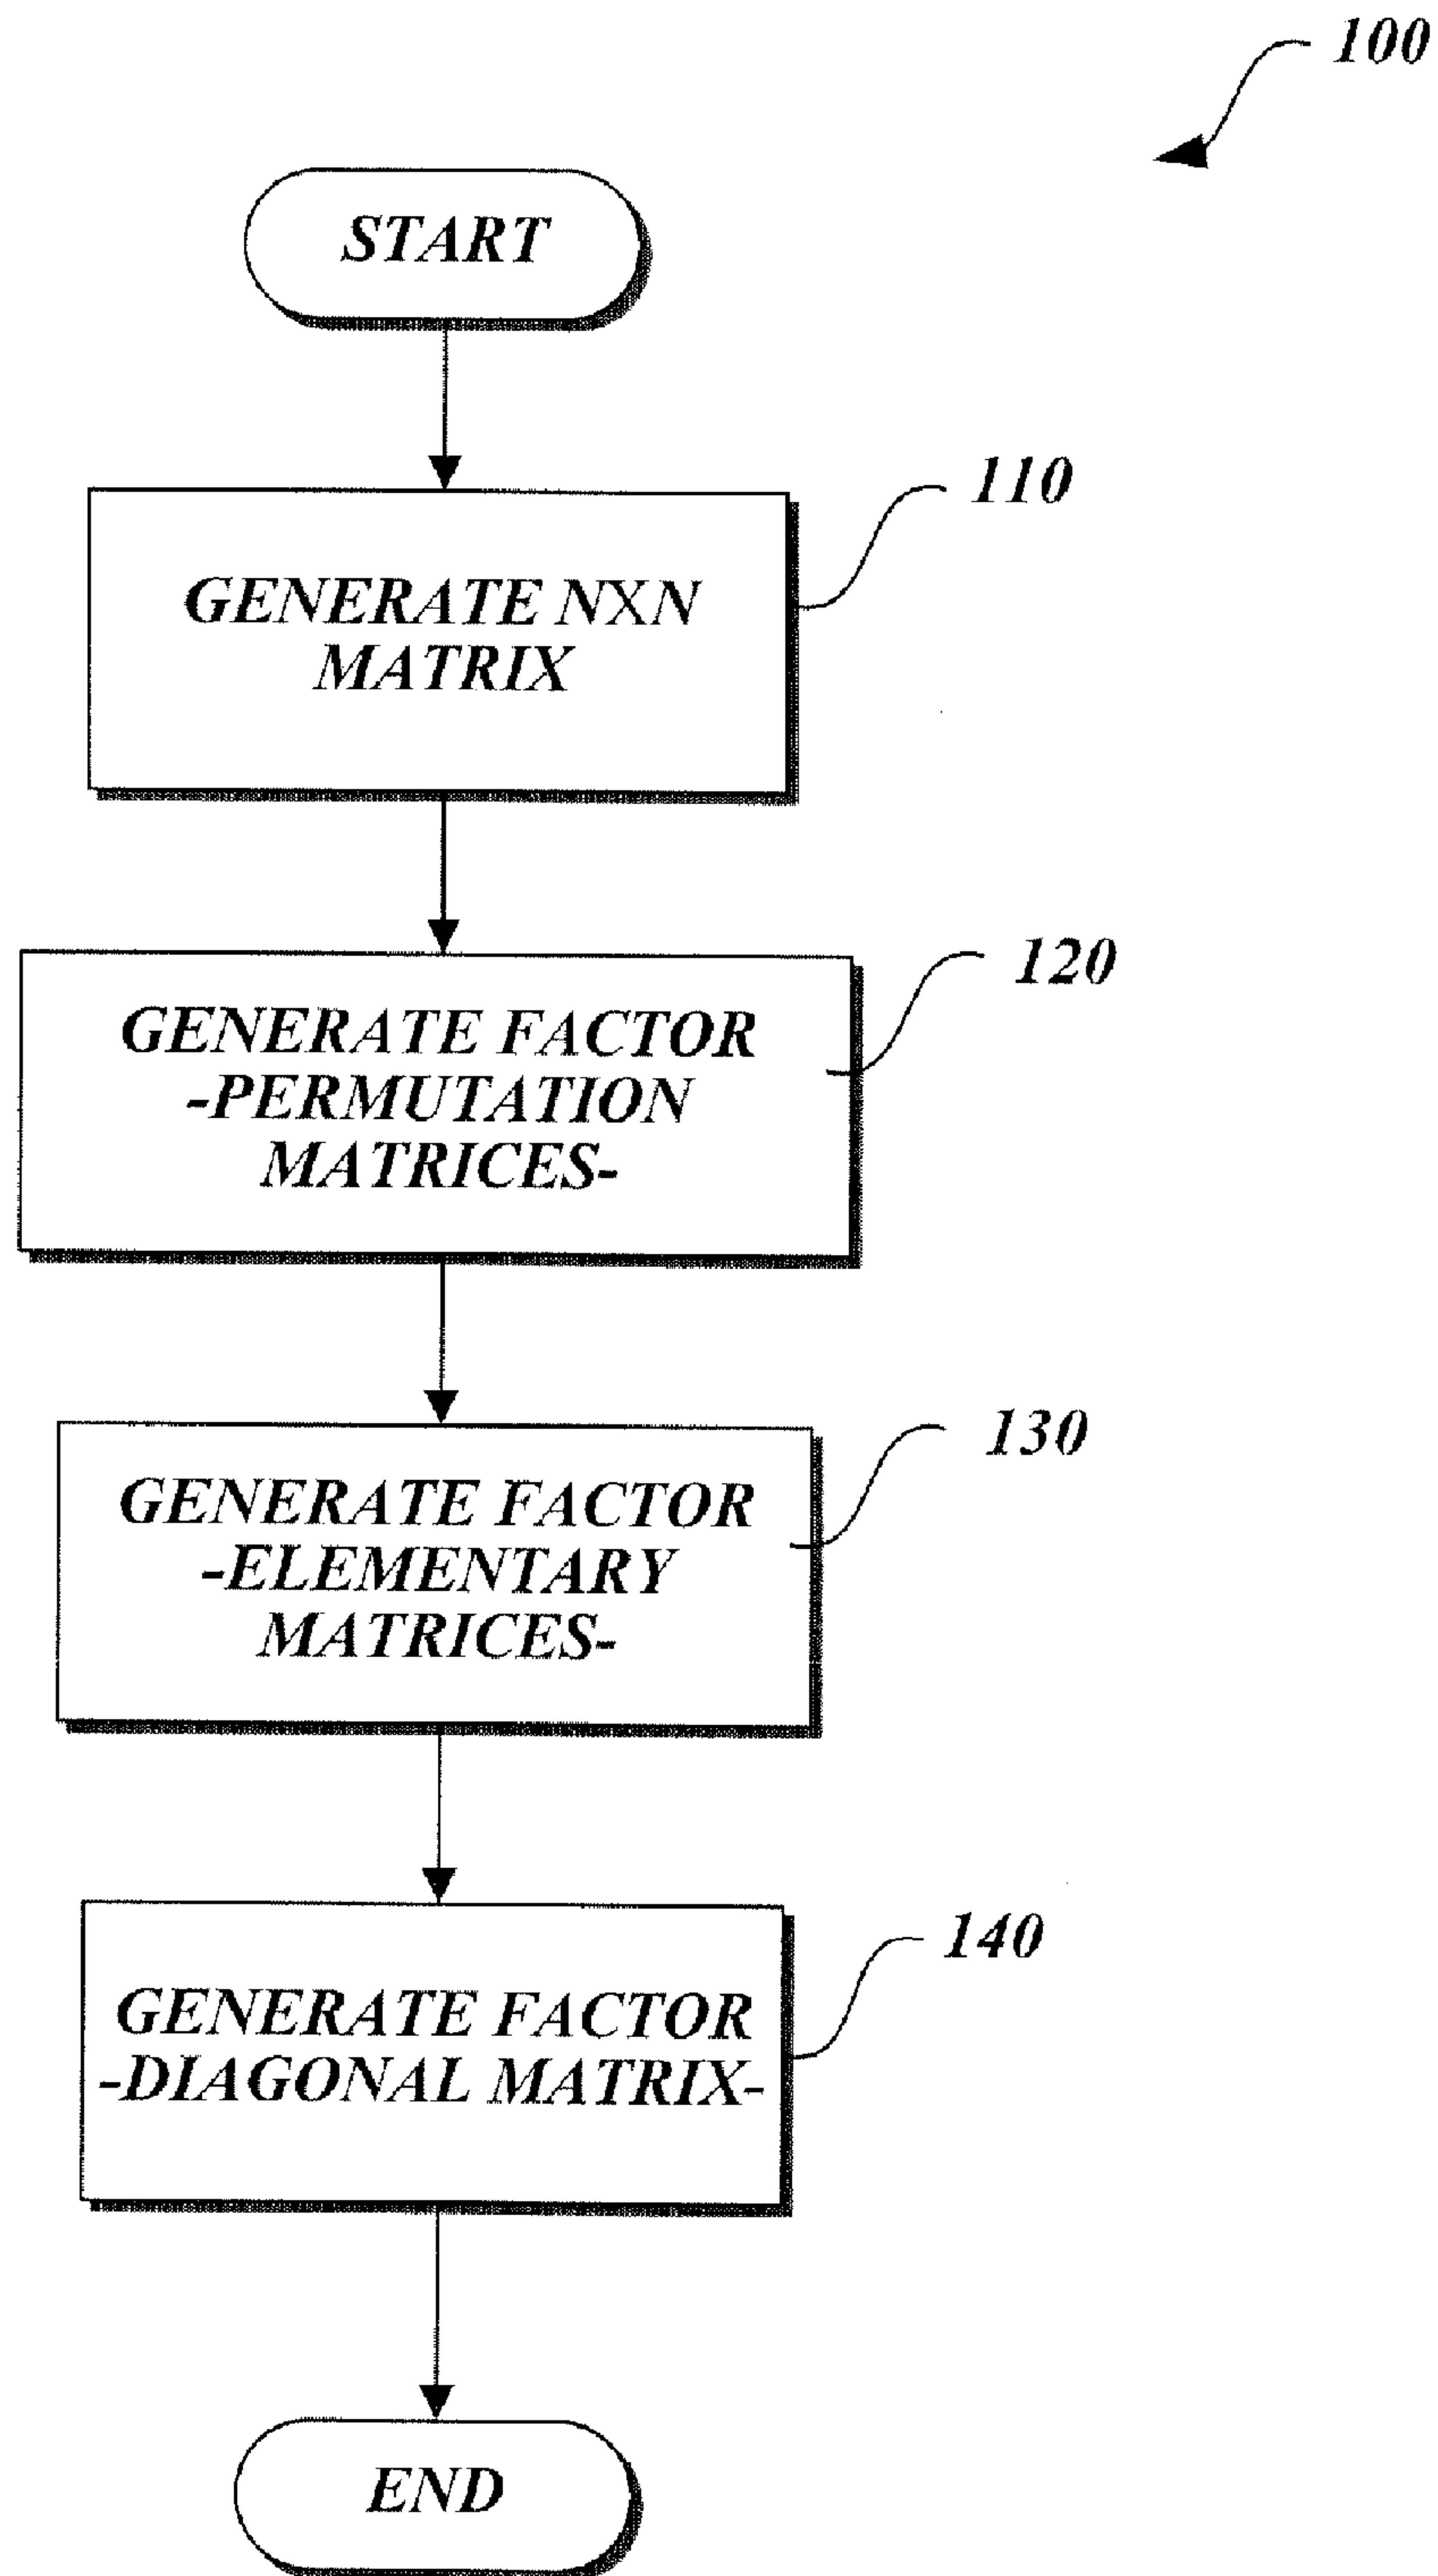 100
START
110
GENERATE NXN
MATRIX
120
GENERATE FACTOR
-PERMUTATION
MATRICES-
130
GENERATE FACTOR
-ELEMENTARY
MATRICES-
140
GENERATE FACTOR
-DIAGONAL MATRIX-
END